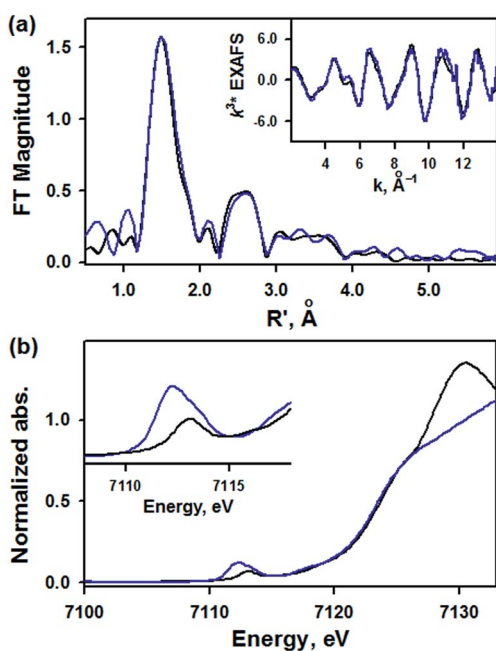 (a)
FT Magnitude
1.5
1.0
0.5
0.0
1.0 2.0 3.0 4.0 5.0
R', Å
k³* EXAFS
6.0
0.0
-6.0
4 6 8 10 12
k, Å⁻¹
(b)
Normalized abs.
1.0
0.5
0.0
7100 7110 7120 7130
Energy, eV
7110 7115
Energy, eV